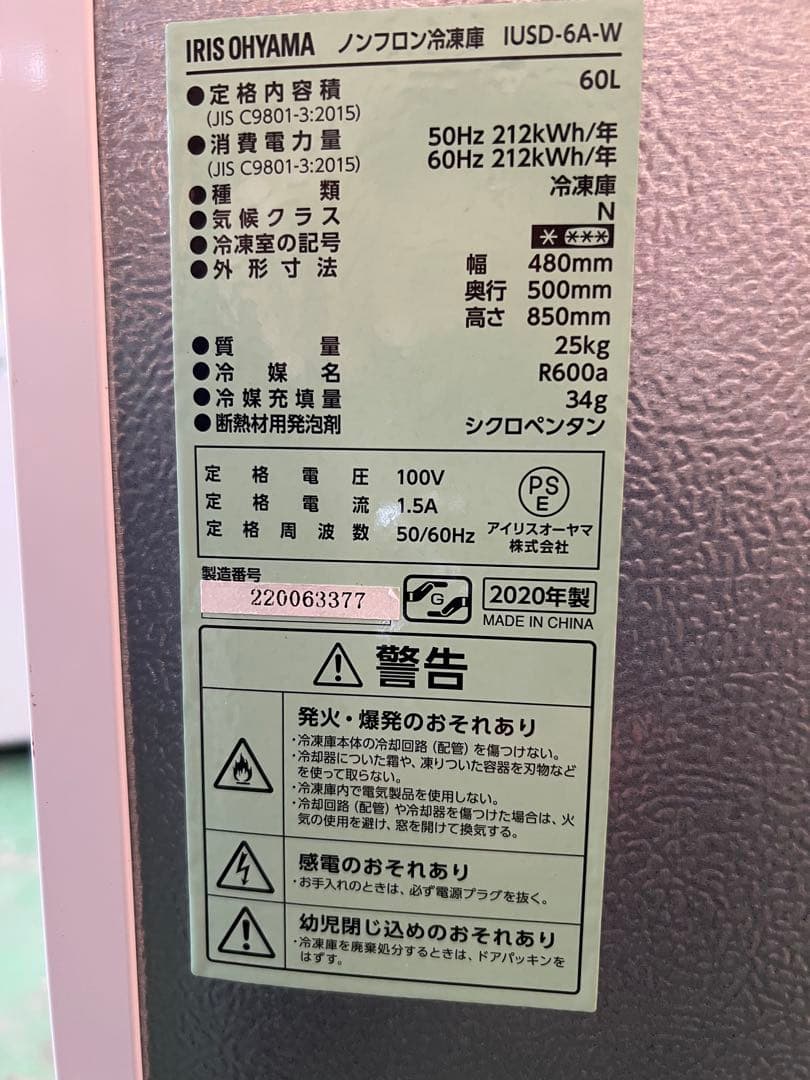 IRIS OHYAMA ノンフロン冷凍庫 IUSD-6A-W
●定格内容積 60L
(JIS C9801-3:2015)
●消費電力量 50Hz 212kWh/年
(JIS C9801-3:2015) 60Hz 212kWh/年
●種類 冷凍庫
●気候クラス N
●冷凍室の記号 * ***
●外形寸法 幅 480mm
奥行 500mm
高さ 850mm
●質量 25kg
●冷媒名 R600a
●冷媒充填量 34g
●断熱材用発泡剤 シクロペンタン
定格電圧 100V
定格電流 1.5A
定格周波数 50/60Hz
PS
E
アイリスオーヤマ
株式会社
製造番号
220063377
G
2020年製
MADE IN CHINA
警告
発火・爆発のおそれあり
・冷凍庫本体の冷却回路（配管）を傷つけない。
・冷却器についた霜や、凍りついた容器を刃物など
を使って取らない。
・冷凍庫内で電気製品を使用しない。
・冷却回路（配管）や冷却器を傷つけた場合は、火
気の使用を避け、窓を開けて換気する。
感電のおそれあり
・お手入れのときは、必ず電源プラグを抜く。
幼児閉じ込めのおそれあり
・冷凍庫を廃棄処分するときは、ドアパッキンを
はずす。